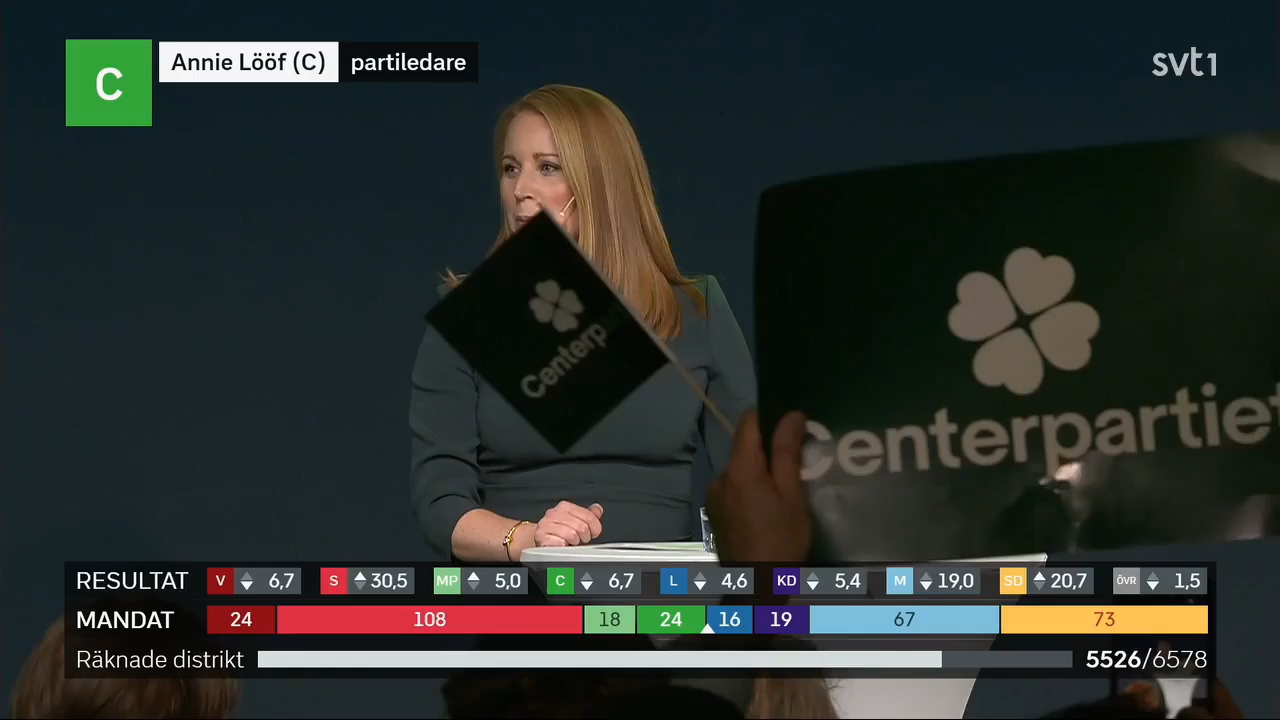 C
Annie Lööf (C) partiledare
svt1
Centerp
Centerpartiet
RESULTAT V 6,7 S 30,5 MP 5,0 C 6,7 L 4,6 KD 5,4 M 19,0 SD 20,7 ÖVR 1,5
MANDAT 24 108 18 24 16 19 67 73
Räknade distrikt 5526/6578